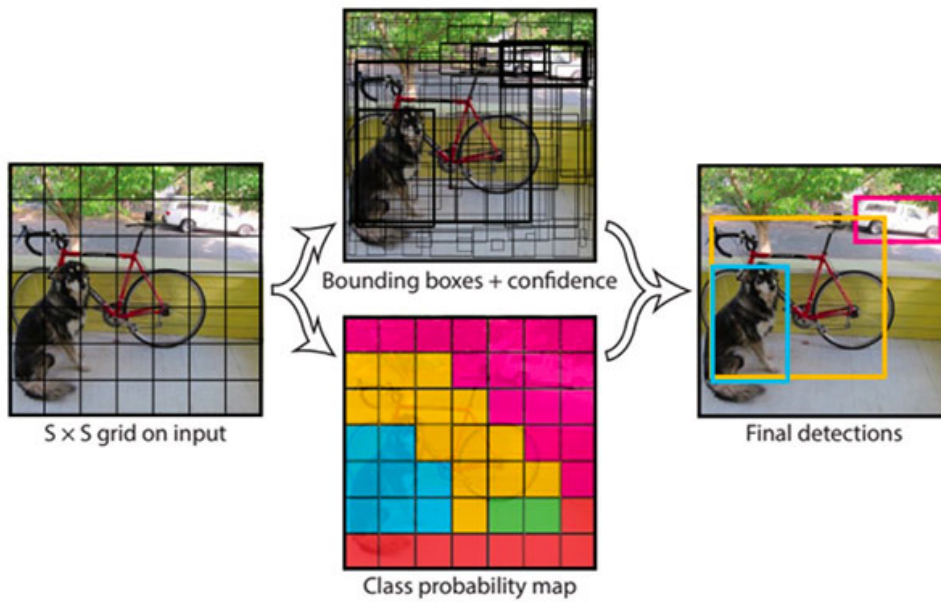 Bounding boxes + confidence
S × S grid on input
Final detections
Class probability map